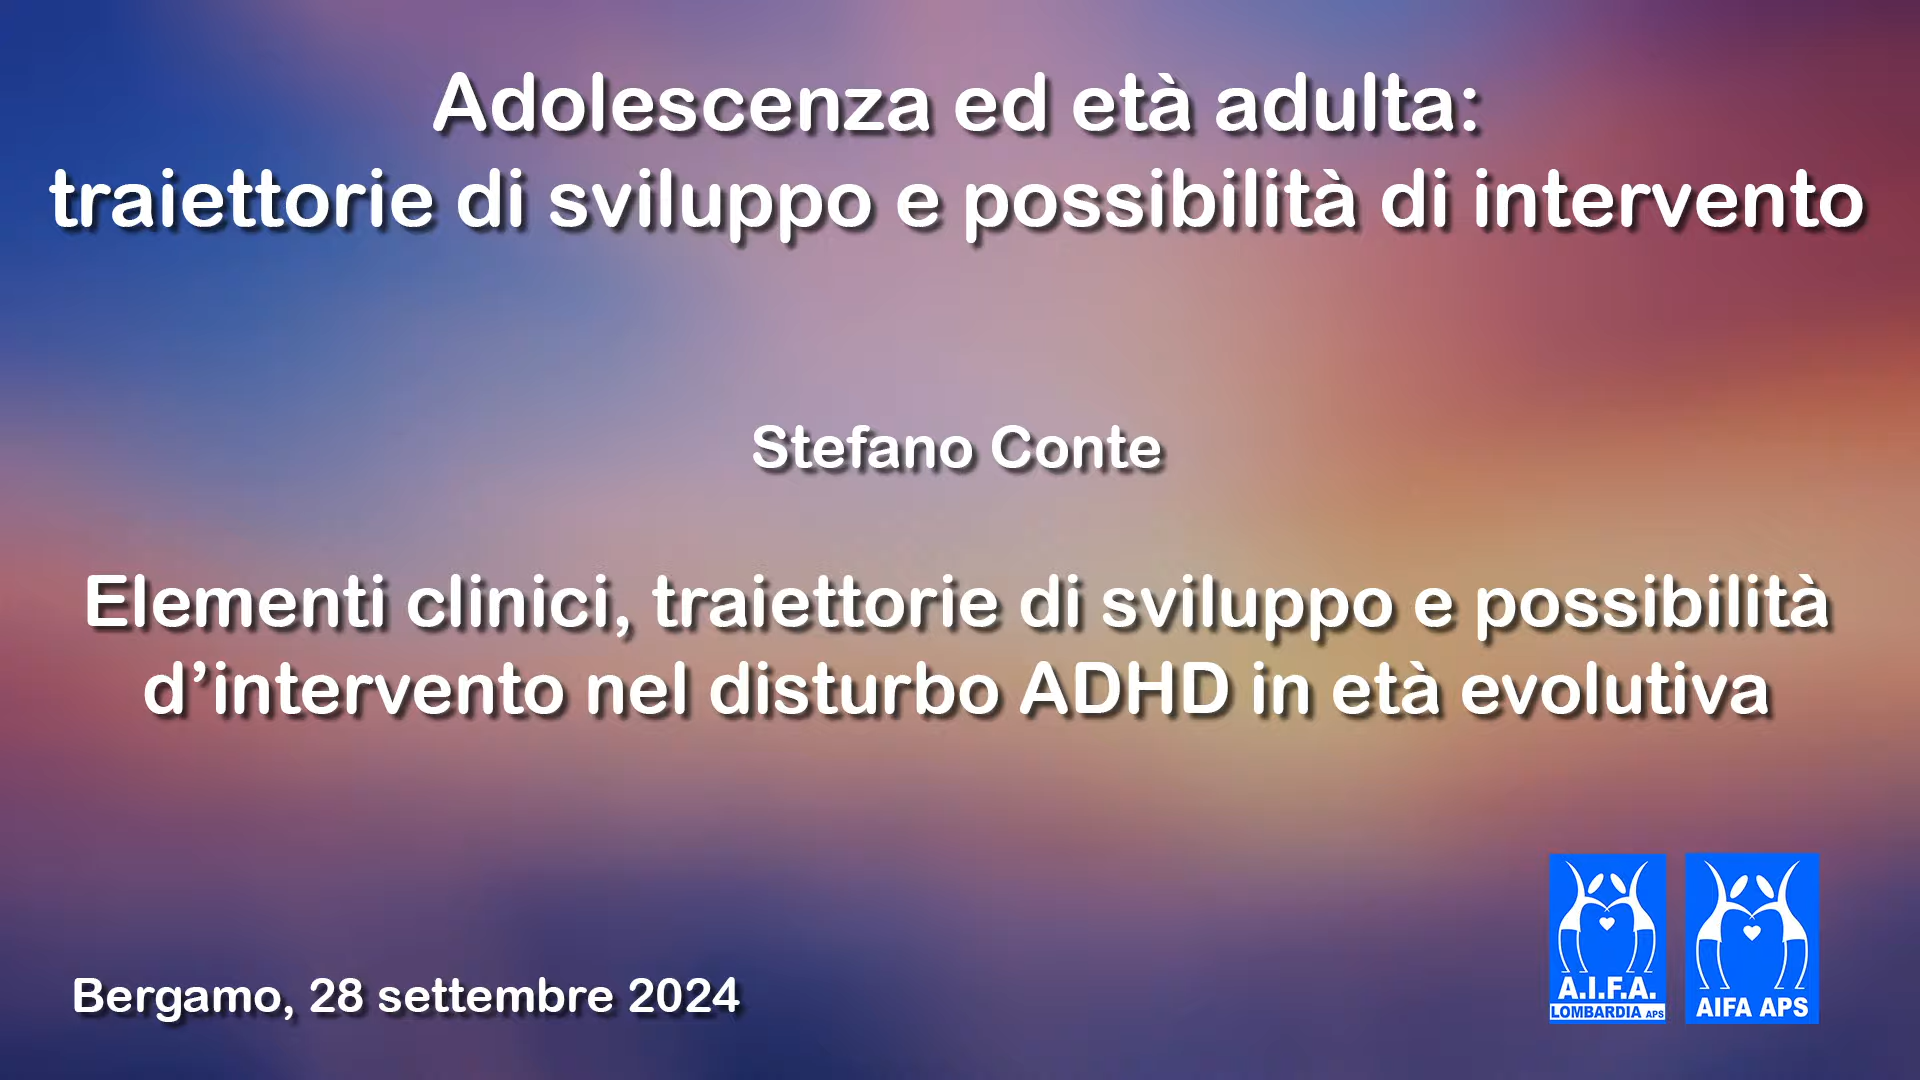 Adolescenza ed età adulta:
traiettorie di sviluppo e possibilità di intervento
Stefano Conte
Elementi clinici, traiettorie di sviluppo e possibilità
d’intervento nel disturbo ADHD in età evolutiva
Bergamo, 28 settembre 2024
A.I.F.A.
LOMBARDIA APS
AIFA APS